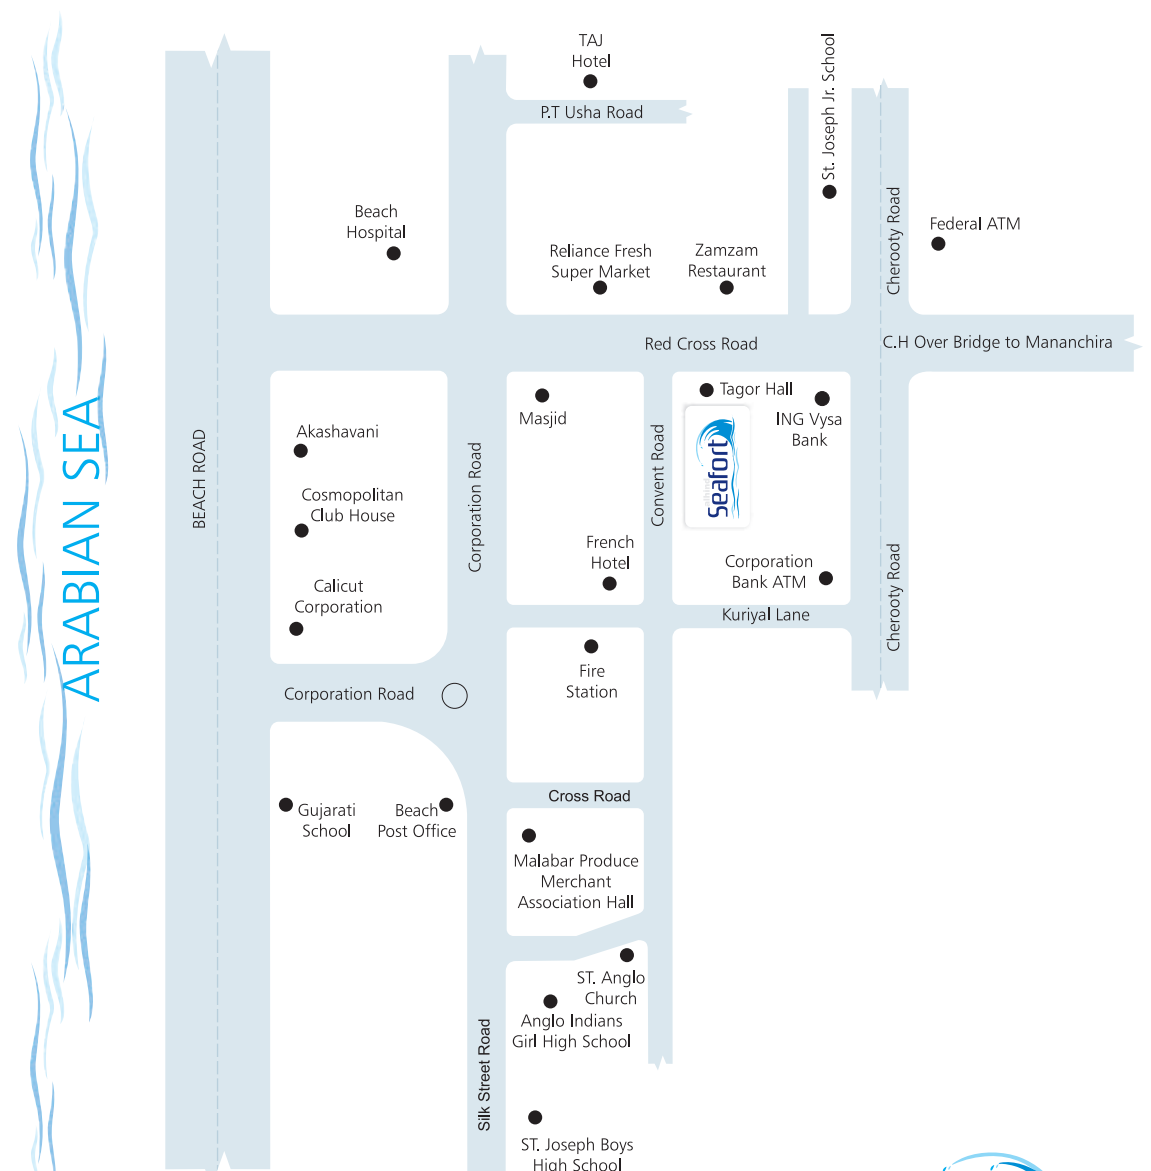 TAJ
Hotel
P.T Usha Road
St. Joseph Jr. School
Cherooty Road
Federal ATM
Beach
Hospital
Reliance Fresh
Super Market
Zamzam
Restaurant
Red Cross Road
C.H Over Bridge to Mananchira
ARABIAN SEA
BEACH ROAD
Akashavani
Cosmopolitan
Club House
Calicut
Corporation
Corporation Road
Masjid
French
Hotel
Convent Road
Tagor Hall
ING Vysa
Bank
Seafort
Corporation
Bank ATM
Cherooty Road
Kuriyal Lane
Fire
Station
Corporation Road
Cross Road
Gujarati
School
Beach
Post Office
Malabar Produce
Merchant
Association Hall
ST. Anglo
Church
Anglo Indians
Girl High School
Silk Street Road
ST. Joseph Boys
High School